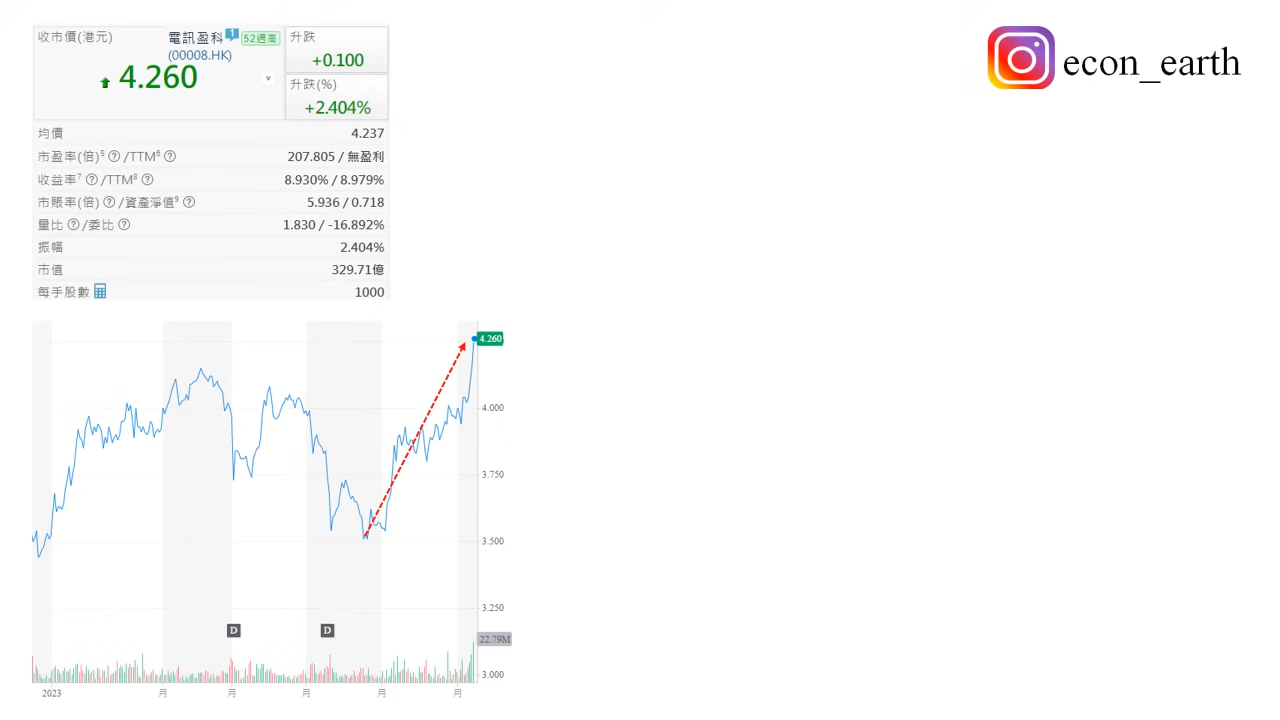 收市價(港元)
電訊盈科 1 52週高
(00008.HK)
4.260
升跌
+0.100
升跌(%)
+2.404%
均價 4.237
市盈率(倍)5 ?/TTM6 ? 207.805 / 無盈利
收益率7 ?/TTM8 ? 8.930% / 8.979%
市賬率(倍) ?/資產淨值9 ? 5.936 / 0.718
量比 ?/委比 ? 1.830 / -16.892%
振幅 2.404%
市值 329.71億
每手股數 1000
econ_earth
4.260
4.000
3.750
3.500
3.250
D D
22.79M
3.000
2023 月 月 月 月 月